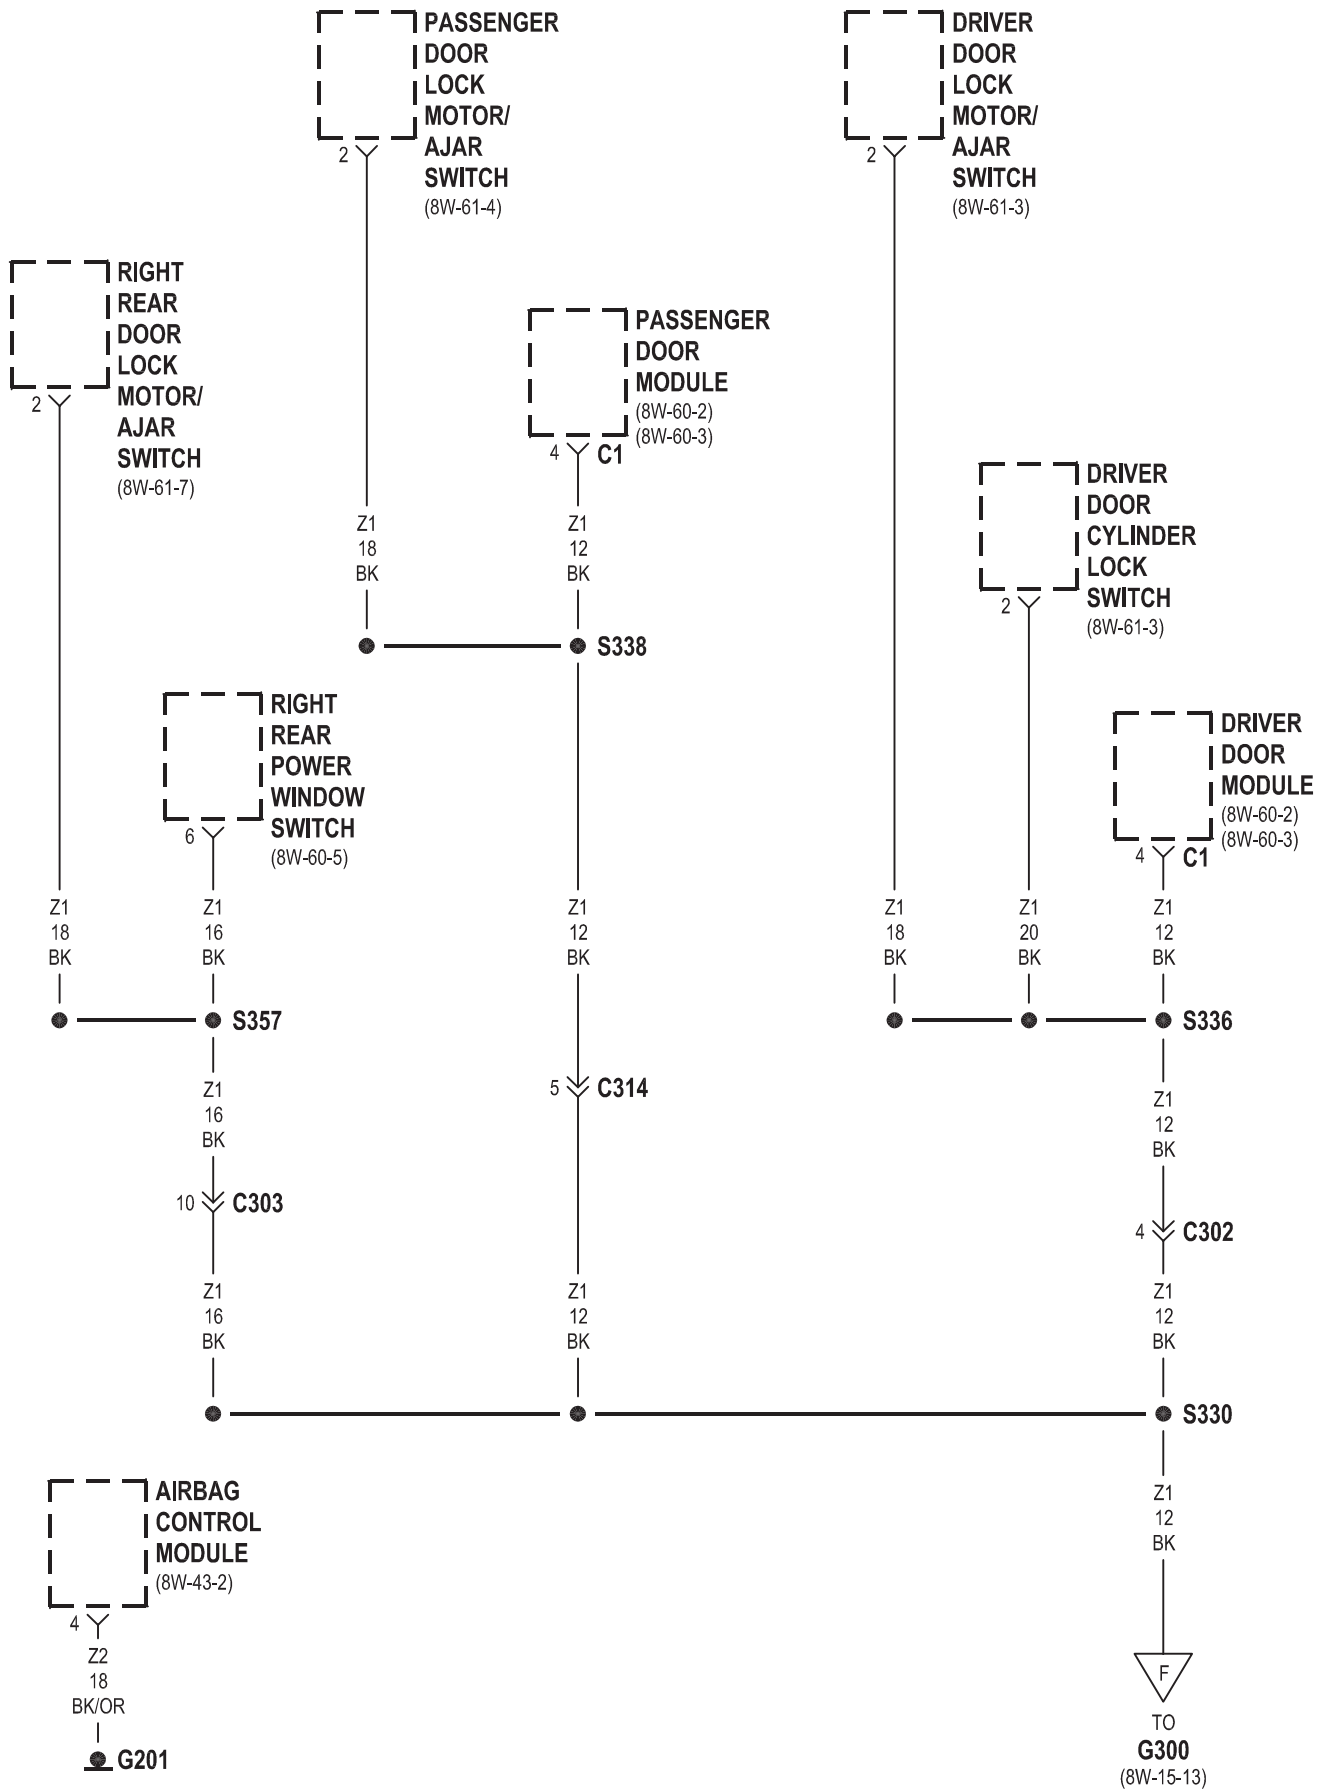 PASSENGER
DOOR
LOCK
MOTOR/
AJAR
SWITCH
(8W-61-4)
2
DRIVER
DOOR
LOCK
MOTOR/
AJAR
SWITCH
(8W-61-3)
2
RIGHT
REAR
DOOR
LOCK
MOTOR/
AJAR
SWITCH
(8W-61-7)
2
PASSENGER
DOOR
MODULE
(8W-60-2)
(8W-60-3)
4 C1
DRIVER
DOOR
CYLINDER
LOCK
SWITCH
(8W-61-3)
2
Z1
18
BK
Z1
12
BK
S338
RIGHT
REAR
POWER
WINDOW
SWITCH
(8W-60-5)
6
DRIVER
DOOR
MODULE
(8W-60-2)
(8W-60-3)
4 C1
Z1
18
BK
Z1
16
BK
Z1
12
BK
Z1
18
BK
Z1
20
BK
Z1
12
BK
S357
S336
Z1
16
BK
5 C314
Z1
12
BK
10 C303
4 C302
Z1
16
BK
Z1
12
BK
Z1
12
BK
S330
AIRBAG
CONTROL
MODULE
(8W-43-2)
4
Z2
18
BK/OR
G201
Z1
12
BK
F
TO
G300
(8W-15-13)